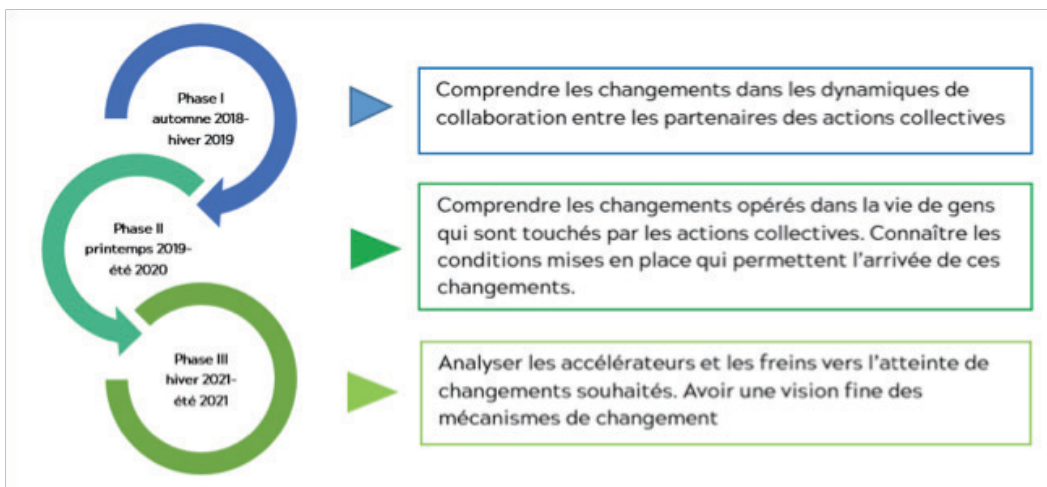 Phase I
automne 2018-
hiver 2019
Comprendre les changements dans les dynamiques de
collaboration entre les partenaires des actions collectives
Phase II
printemps 2019-
été 2020
Comprendre les changements opérés dans la vie de gens
qui sont touchés par les actions collectives. Connaître les
conditions mises en place qui permettent l'arrivée de ces
changements.
Phase III
hiver 2021-
été 2021
Analyser les accélérateurs et les freins vers l'atteinte de
changements souhaités. Avoir une vision fine des
mécanismes de changement